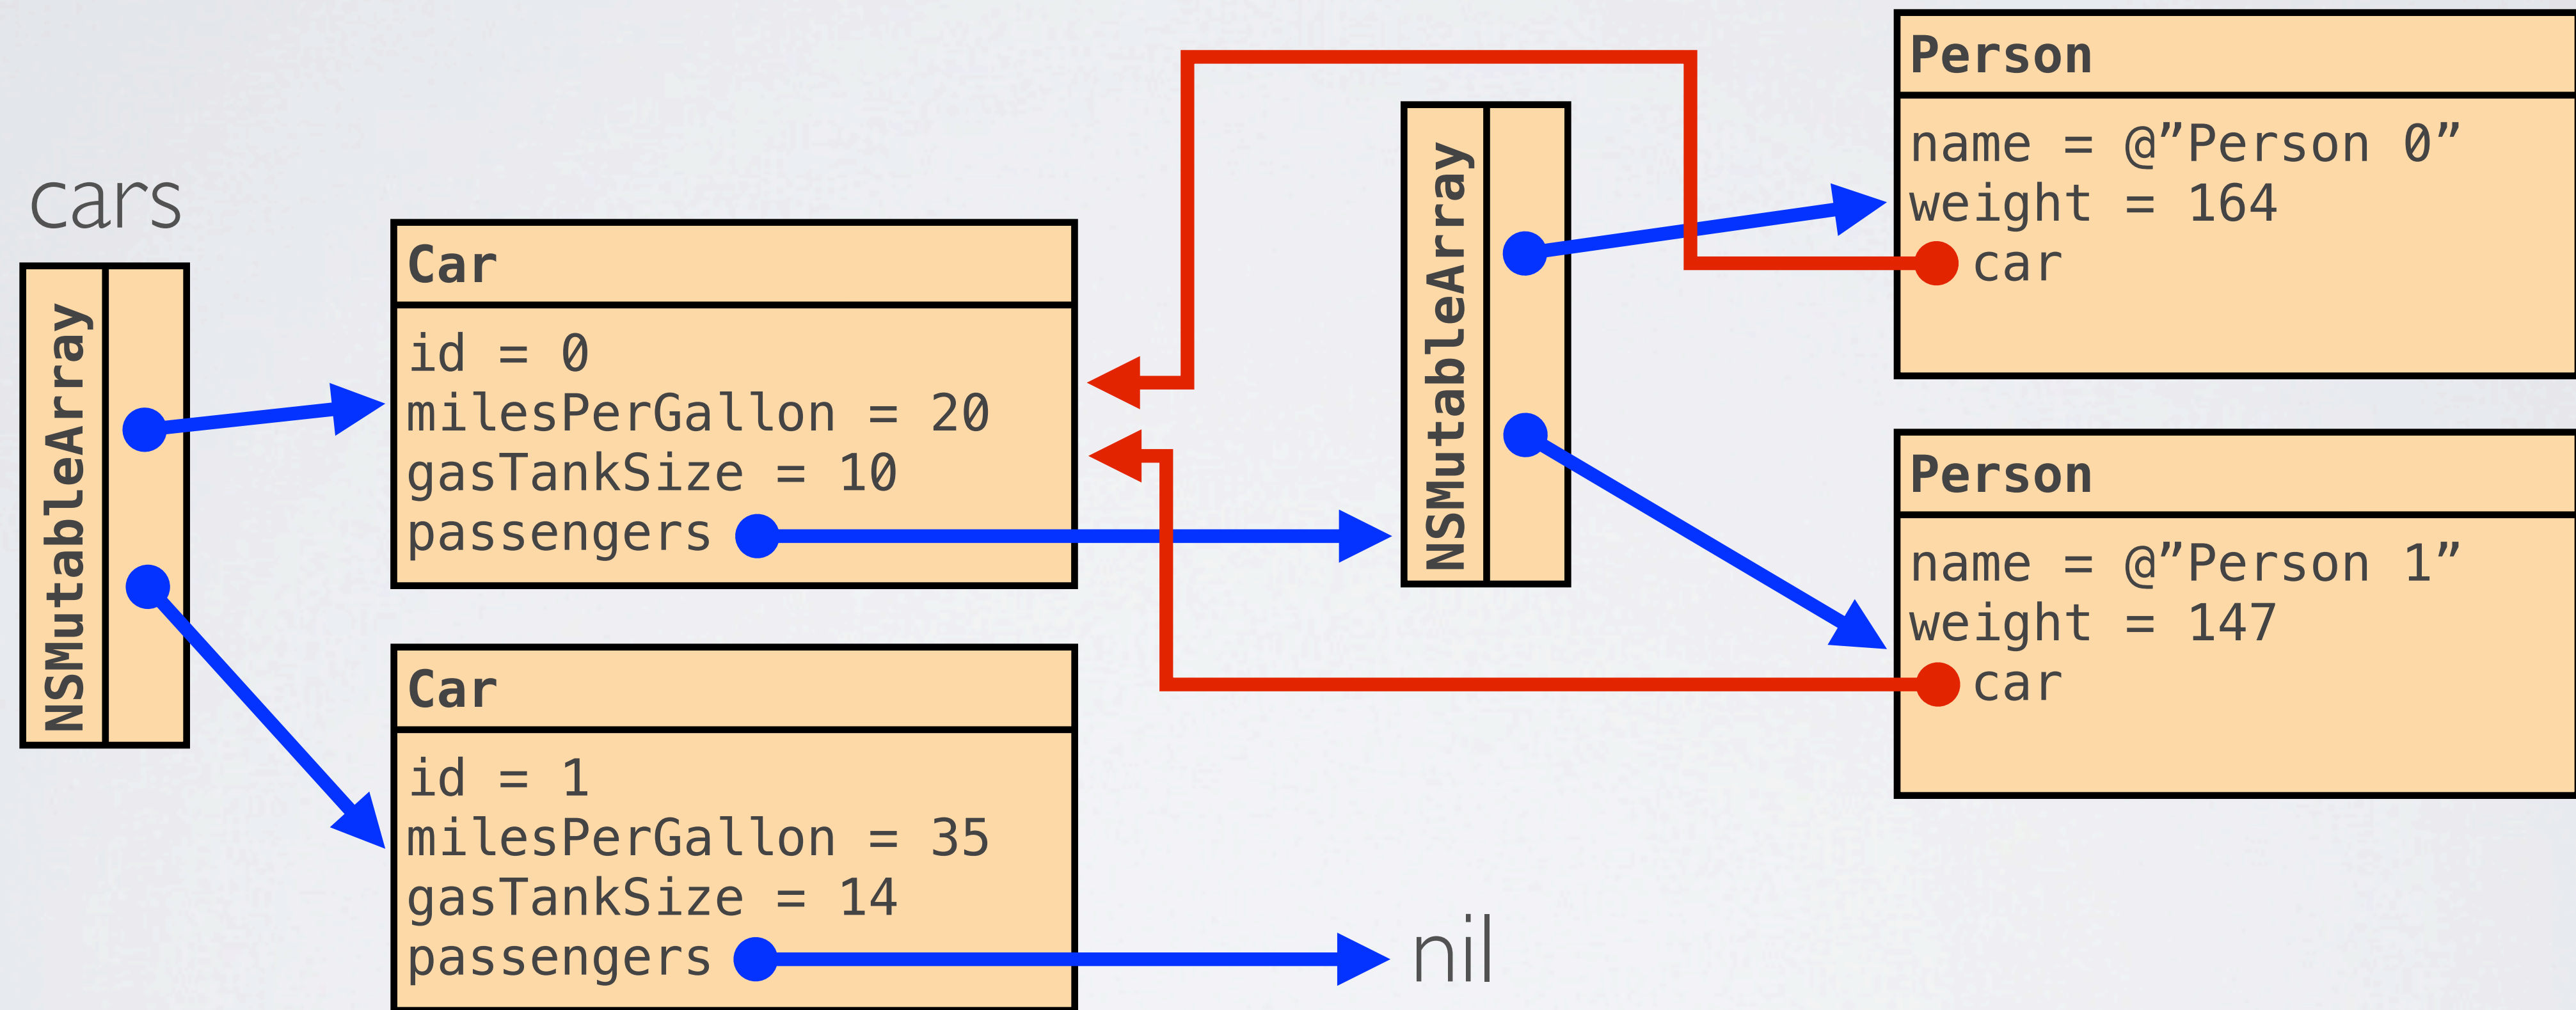 cars
NSMutableArray
Car
id = 0
milesPerGallon = 20
gasTankSize = 10
passengers
Car
id = 1
milesPerGallon = 35
gasTankSize = 14
passengers
nil
NSMutableArray
Person
name = @”Person 0”
weight = 164
car
Person
name = @”Person 1”
weight = 147
car